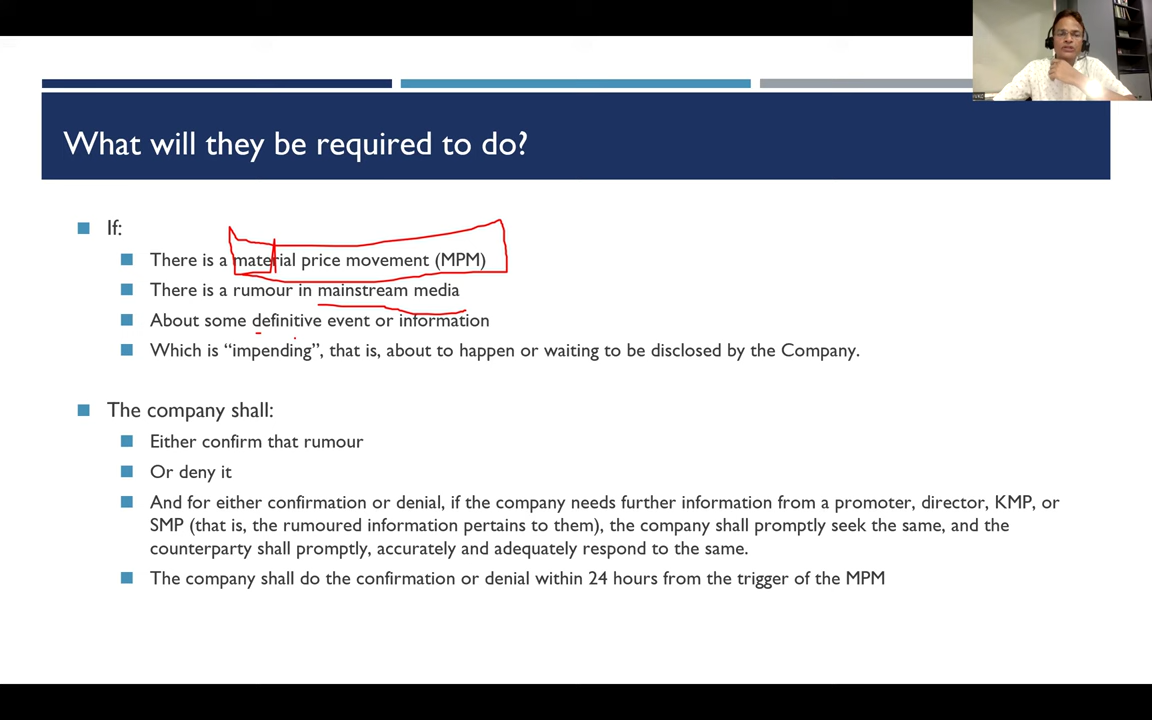 What will they be required to do?
If:
There is a material price movement (MPM)
There is a rumour in mainstream media
About some definitive event or information
Which is “impending”, that is, about to happen or waiting to be disclosed by the Company.
The company shall:
Either confirm that rumour
Or deny it
And for either confirmation or denial, if the company needs further information from a promoter, director, KMP, or
SMP (that is, the rumoured information pertains to them), the company shall promptly seek the same, and the
counterparty shall promptly, accurately and adequately respond to the same.
The company shall do the confirmation or denial within 24 hours from the trigger of the MPM